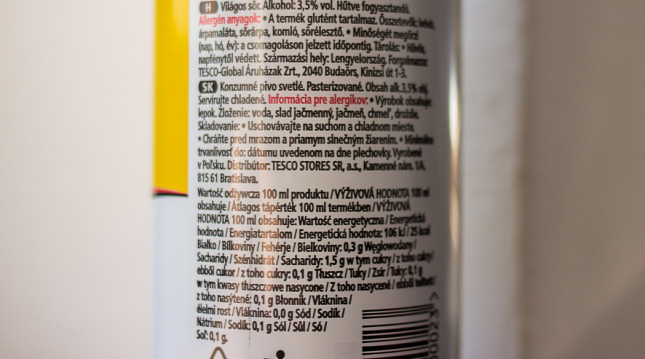 H Világos sör. Alkohol: 3,5% vol. Hűtve fogyasztandó.
Allergén anyagok: • A termék glutént tartalmaz. Összetevők:
árpamaláta, sörárpa, komló, sörélesztő. • Minőségét megőrzi
(nap, hó, év): a csomagoláson jelzett időpontig. Tárolás: • Hűvös,
napfénytől védett. Származási hely: Lengyelország. Forgalmazza:
TESCO-Global Áruházak Zrt., 2040 Budaörs, Kinizsi út 1-3.
SK Konzumné pivo svetlé. Pasterizované. Obsah alk. 3,5%
Servírujte chladené. Informácia pre alergikov: • Výrobok obsahuje
lepok. Zloženie: voda, slad jačmenný, jačmeň, chmeľ, droždie.
Skladovanie: • Uschovávajte na suchom a chladnom mieste.
• Chráňte pred mrazom a priamym slnečným žiarením. • Minimálna
trvanlivosť do: dátumu uvedenom na dne plechovky. Vyrobené
v Poľsku. Distribútor: TESCO STORES SR, a.s., Kamenné nám. 1/A,
815 61 Bratislava.
Wartość odżywcza 100 ml produktu / VÝŽIVOVÁ HODNOTA 100 ml
obsahuje / Átlagos tápérték 100 ml termékben / VÝŽIVOVÁ
HODNOTA 100 ml obsahuje: Wartość energetyczna / Energetická
hodnota / Energiatartalom / Energetická hodnota: 106 kJ / 25 kcal
Białko / Bílkoviny / Fehérje / Bielkoviny: 0,3 g Węglowodany /
Sacharidy / Szénhidrát / Sacharidy: 1,5 g w tym cukry / z toho cukry /
ebből cukor / z toho cukry: 0,1 g Tłuszcz / Tuky / Zsír / Tuky: 0,1 g
w tym kwasy tłuszczowe nasycone / Z toho nasycené / ebből telített /
z toho nasýtené: 0,1 g Błonnik / Vláknina /
élelmi rost / Vláknina: 0,0 g Sód / Sodík /
Nátrium / Sodík: 0,1 g Sól / Sůl / Só /
Soľ: 0,1 g.